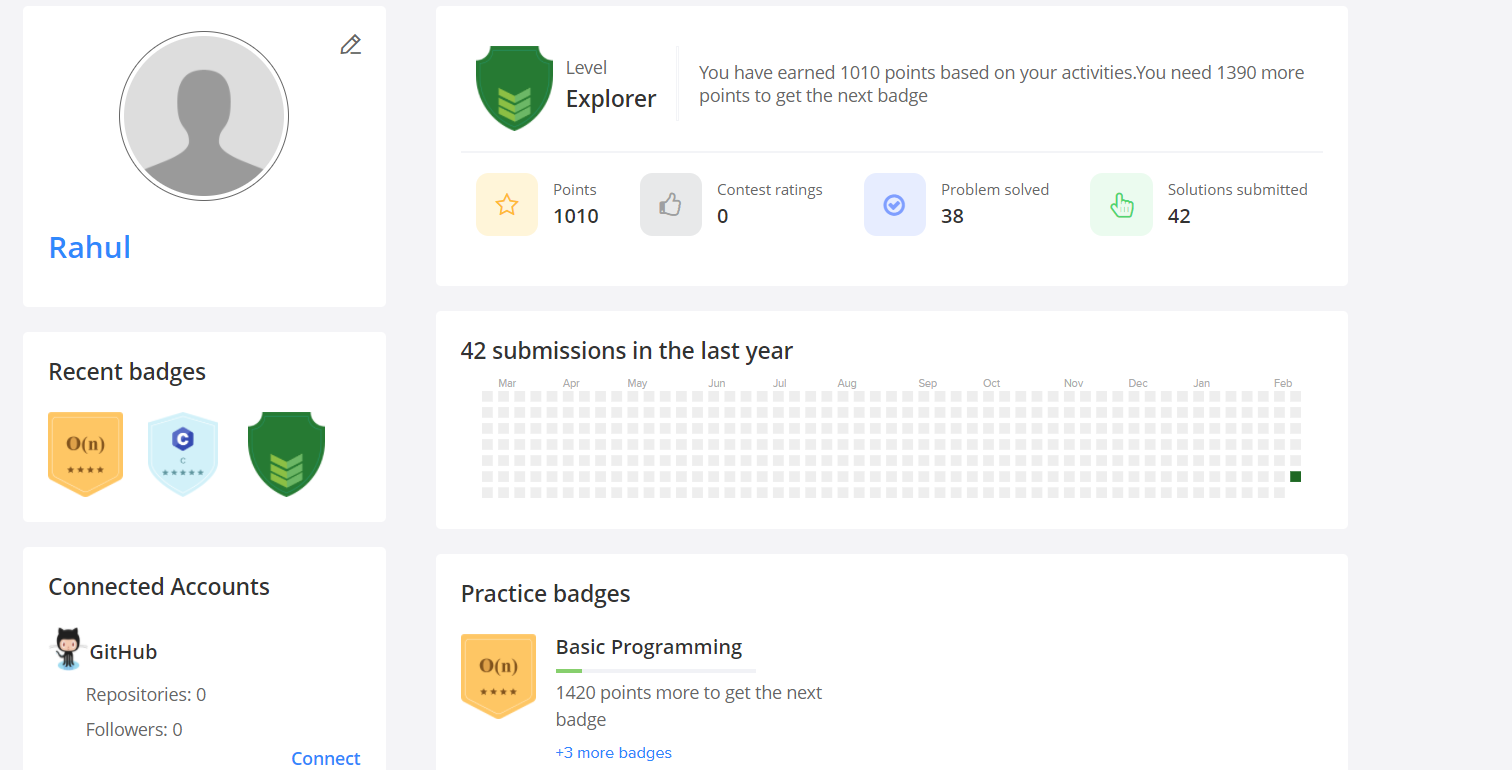 Rahul
Recent badges
O(n)
★★★★
C
C
★★★★★
Connected Accounts
GitHub
Repositories: 0
Followers: 0
Connect
Level
Explorer
You have earned 1010 points based on your activities.You need 1390 more
points to get the next badge
Points
1010
Contest ratings
0
Problem solved
38
Solutions submitted
42
42 submissions in the last year
Mar Apr May Jun Jul Aug Sep Oct Nov Dec Jan Feb
Practice badges
O(n)
★★★★
Basic Programming
1420 points more to get the next
badge
+3 more badges